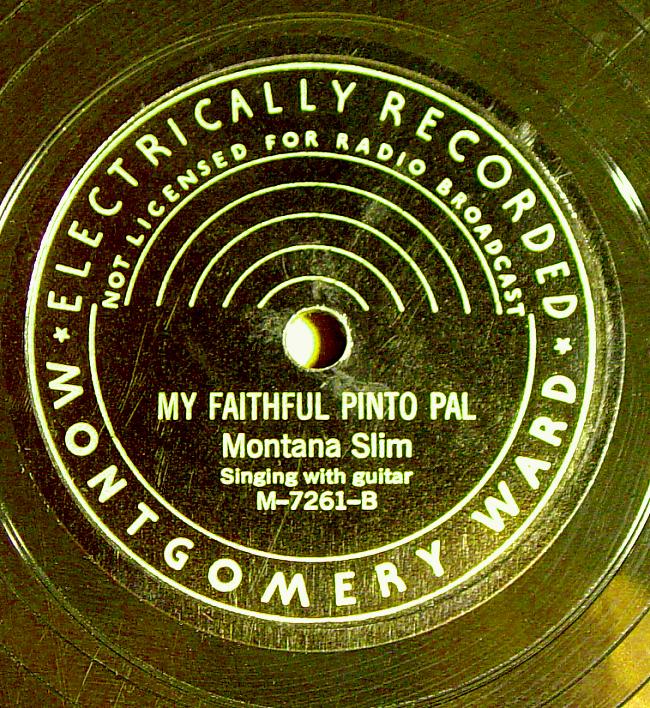 ★ ELECTRICALLY RECORDED ★
NOT LICENSED FOR RADIO BROADCAST
MY FAITHFUL PINTO PAL
Montana Slim
Singing with guitar
M-7261-B
MONTGOMERY WARD